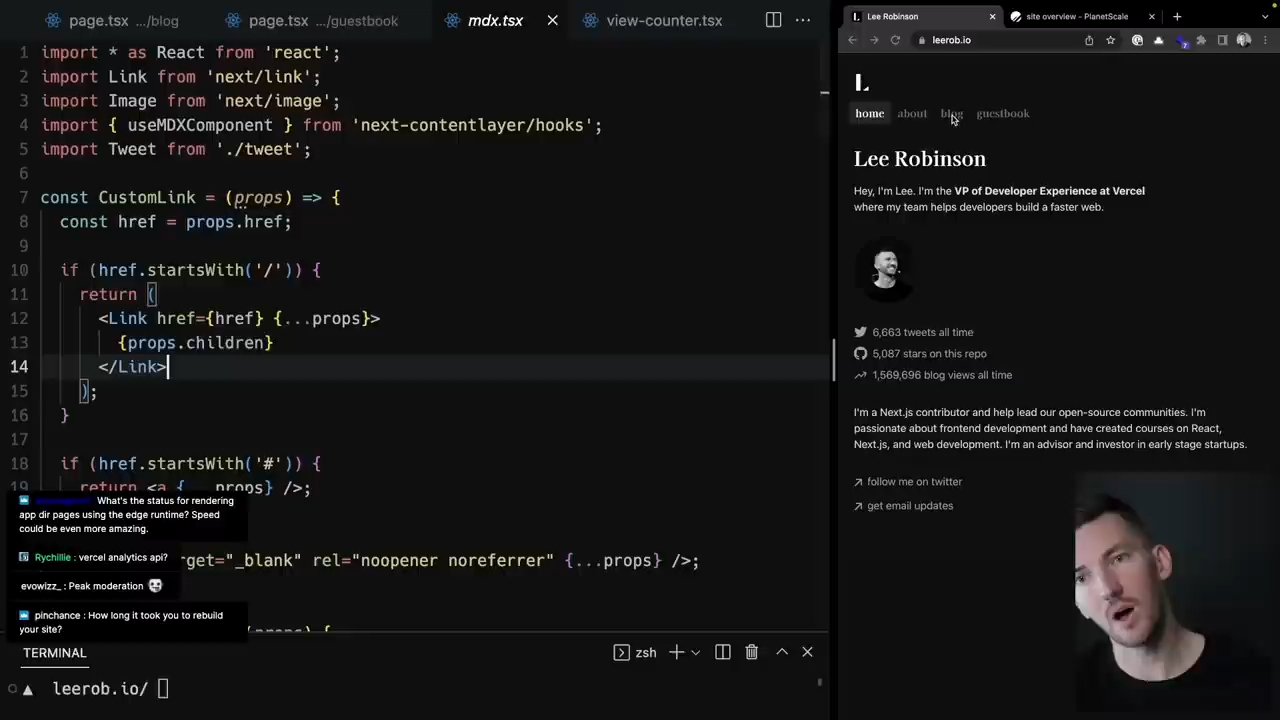 page.tsx .../blog
page.tsx .../guestbook
mdx.tsx
view-counter.tsx
1 import * as React from 'react';
2 import Link from 'next/link';
3 import Image from 'next/image';
4 import { useMDXComponent } from 'next-contentlayer/hooks';
5 import Tweet from './tweet';
6
7 const CustomLink = (props) => {
8 const href = props.href;
9
10 if (href.startsWith('/')) {
11 return (
12 <Link href={href} {...props}>
13 {props.children}
14 </Link>
15 );
16 }
17
18 if (href.startsWith('#')) {
19 return <a {...props} />;
What's the status for rendering
app dir pages using the edge runtime? Speed
could be even more amazing.
Rychillie : vercel analytics api?
rget="_blank" rel="noopener noreferrer" {...props} />;
evowizz_ : Peak moderation
pinchance : How long it took you to rebuild
your site?
(props) {
TERMINAL
zsh
leerob.io/
Lee Robinson
site overview - PlanetScale
leerob.io
7
L
home about blog guestbook
Lee Robinson
Hey, I'm Lee. I'm the VP of Developer Experience at Vercel
where my team helps developers build a faster web.
6,663 tweets all time
5,087 stars on this repo
1,569,696 blog views all time
I'm a Next.js contributor and help lead our open-source communities. I'm
passionate about frontend development and have created courses on React,
Next.js, and web development. I'm an advisor and investor in early stage startups.
follow me on twitter
get email updates